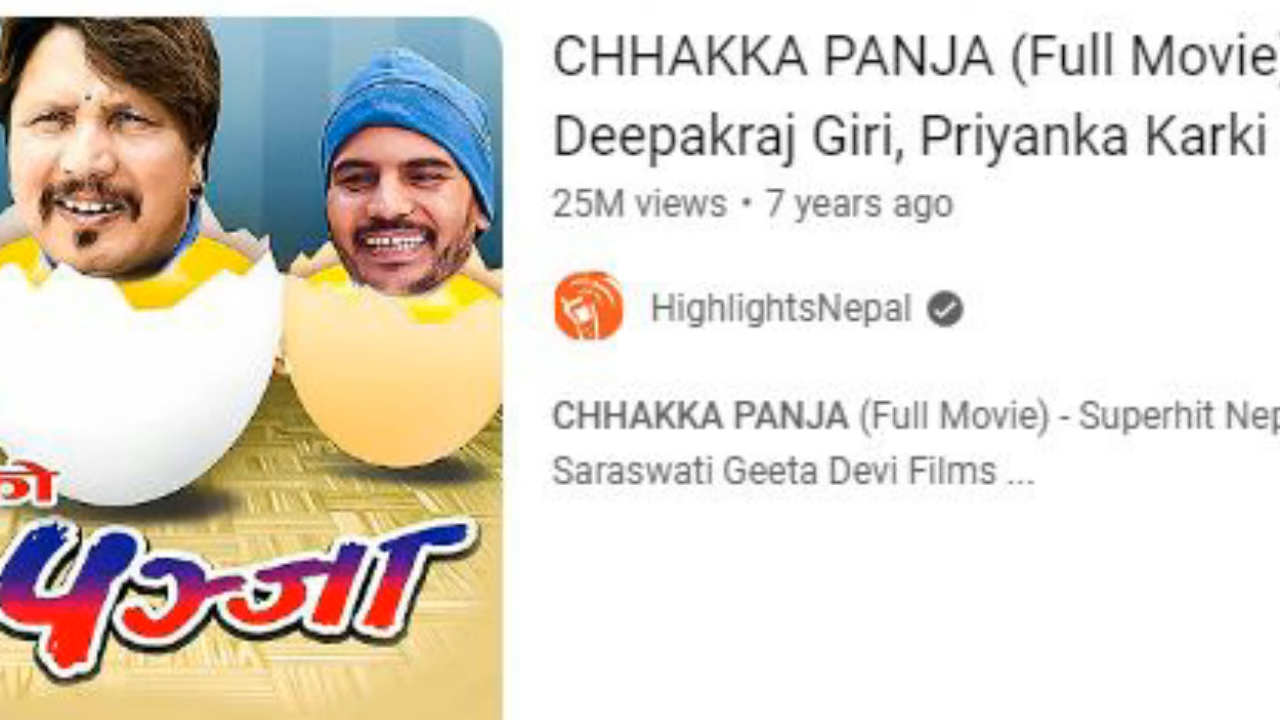 को
पञ्जा
CHHAKKA PANJA (Full Movie)
Deepakraj Giri, Priyanka Karki
25M views • 7 years ago
HighlightsNepal
CHHAKKA PANJA (Full Movie) - Superhit Nep
Saraswati Geeta Devi Films ...